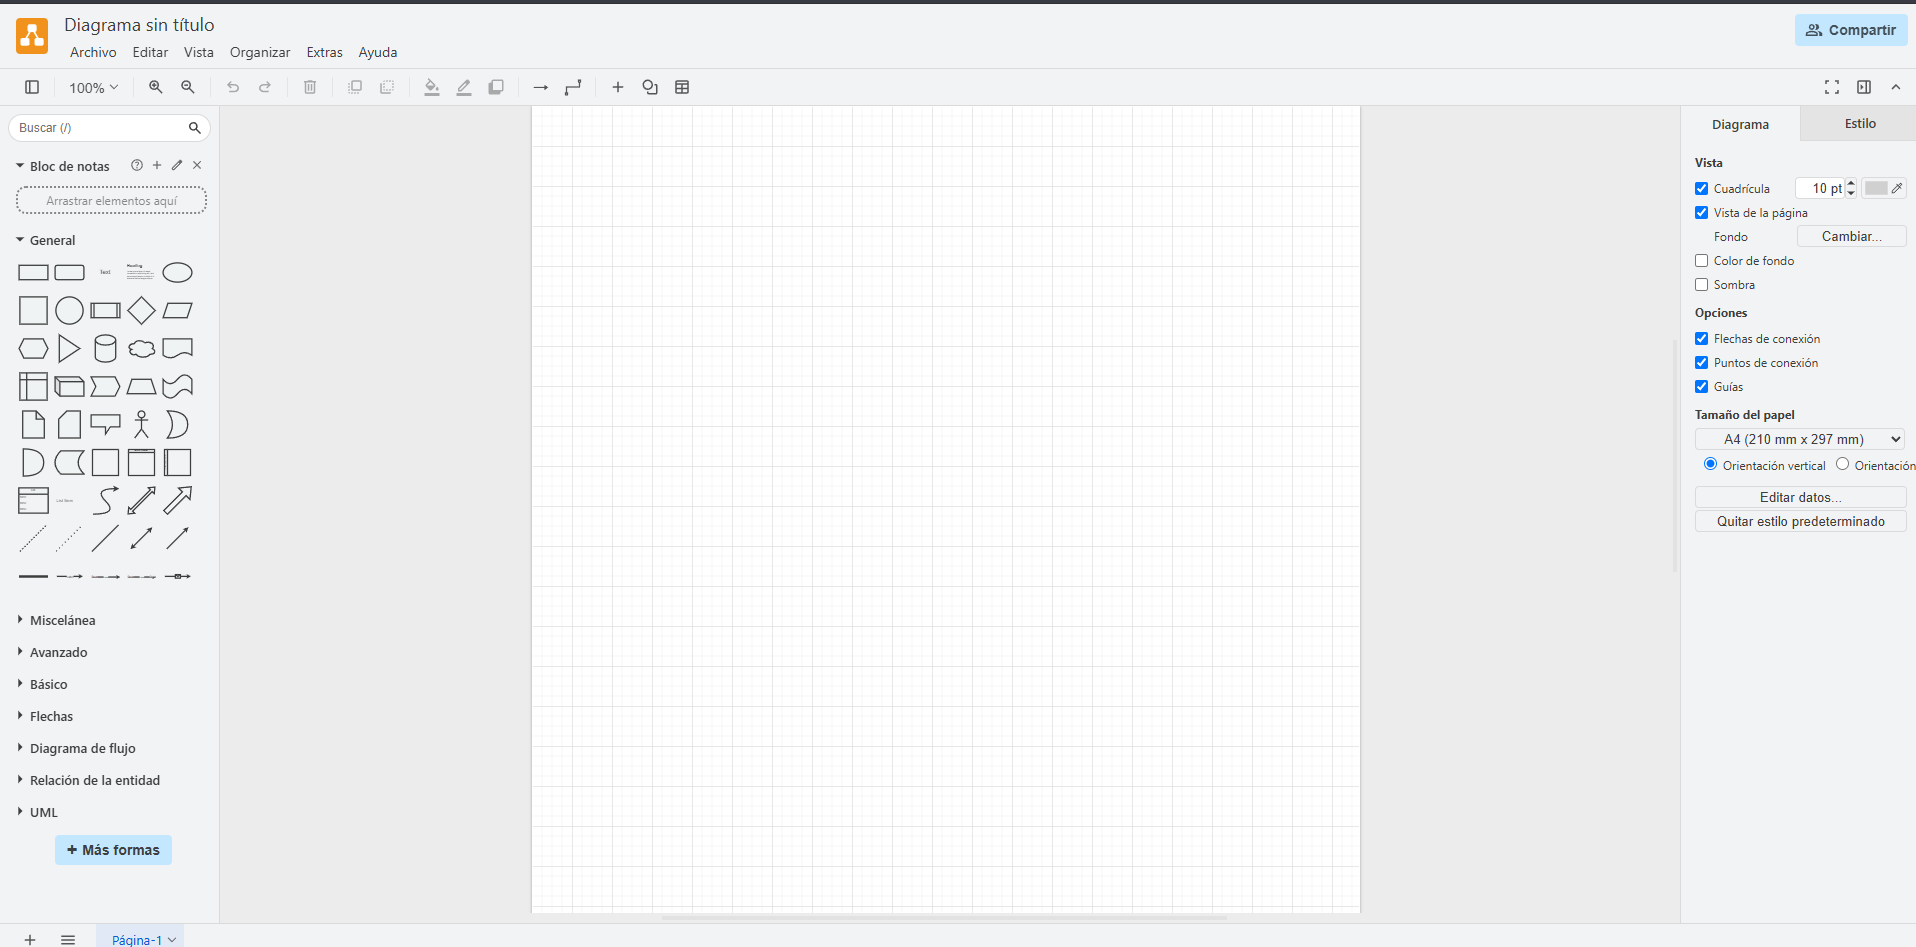 Diagrama sin título
Archivo Editar Vista Organizar Extras Ayuda
Compartir
100%
Buscar (/)
Bloc de notas
Arrastrar elementos aquí
General
Text
Heading
List Item
Miscelánea
Avanzado
Básico
Flechas
Diagrama de flujo
Relación de la entidad
UML
+ Más formas
Página-1
Diagrama Estilo
Vista
Cuadrícula 10 pt
Vista de la página
Fondo Cambiar...
Color de fondo
Sombra
Opciones
Flechas de conexión
Puntos de conexión
Guías
Tamaño del papel
A4 (210 mm x 297 mm)
Orientación vertical Orientación
Editar datos...
Quitar estilo predeterminado